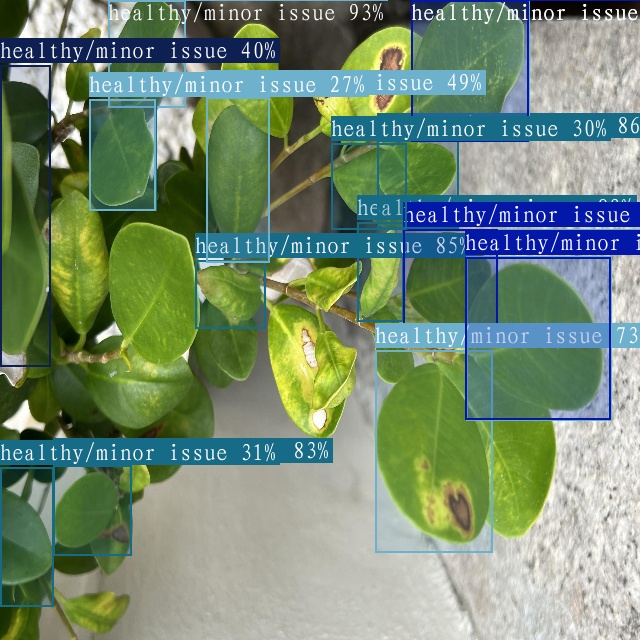 healthy/minor issue 93%
healthy/minor issue
healthy/minor issue 40%
healthy/minor issue 27%
issue 49%
healthy/minor issue 30%
86
healthy/minor issue
healthy/minor issue 85%
healthy/minor i
healthy/minor issue 73
healthy/minor issue 31%
83%